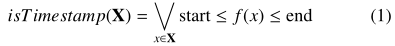 isTimestamp(X) = ⋁_{x∈X} start ≤ f(x) ≤ end (1)